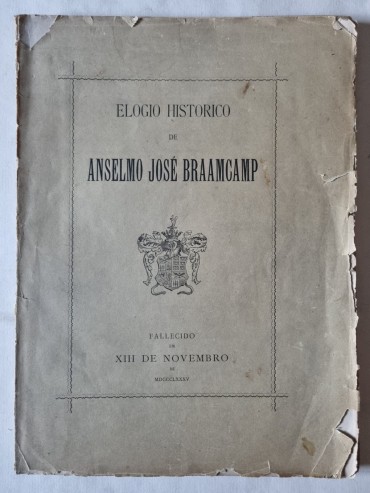 ELOGIO HISTORICO
DE
ANSELMO JOSÉ BRAAMCAMP
FALLECIDO
EM
XIII DE NOVEMBRO
DE
MDCCCLXXXV